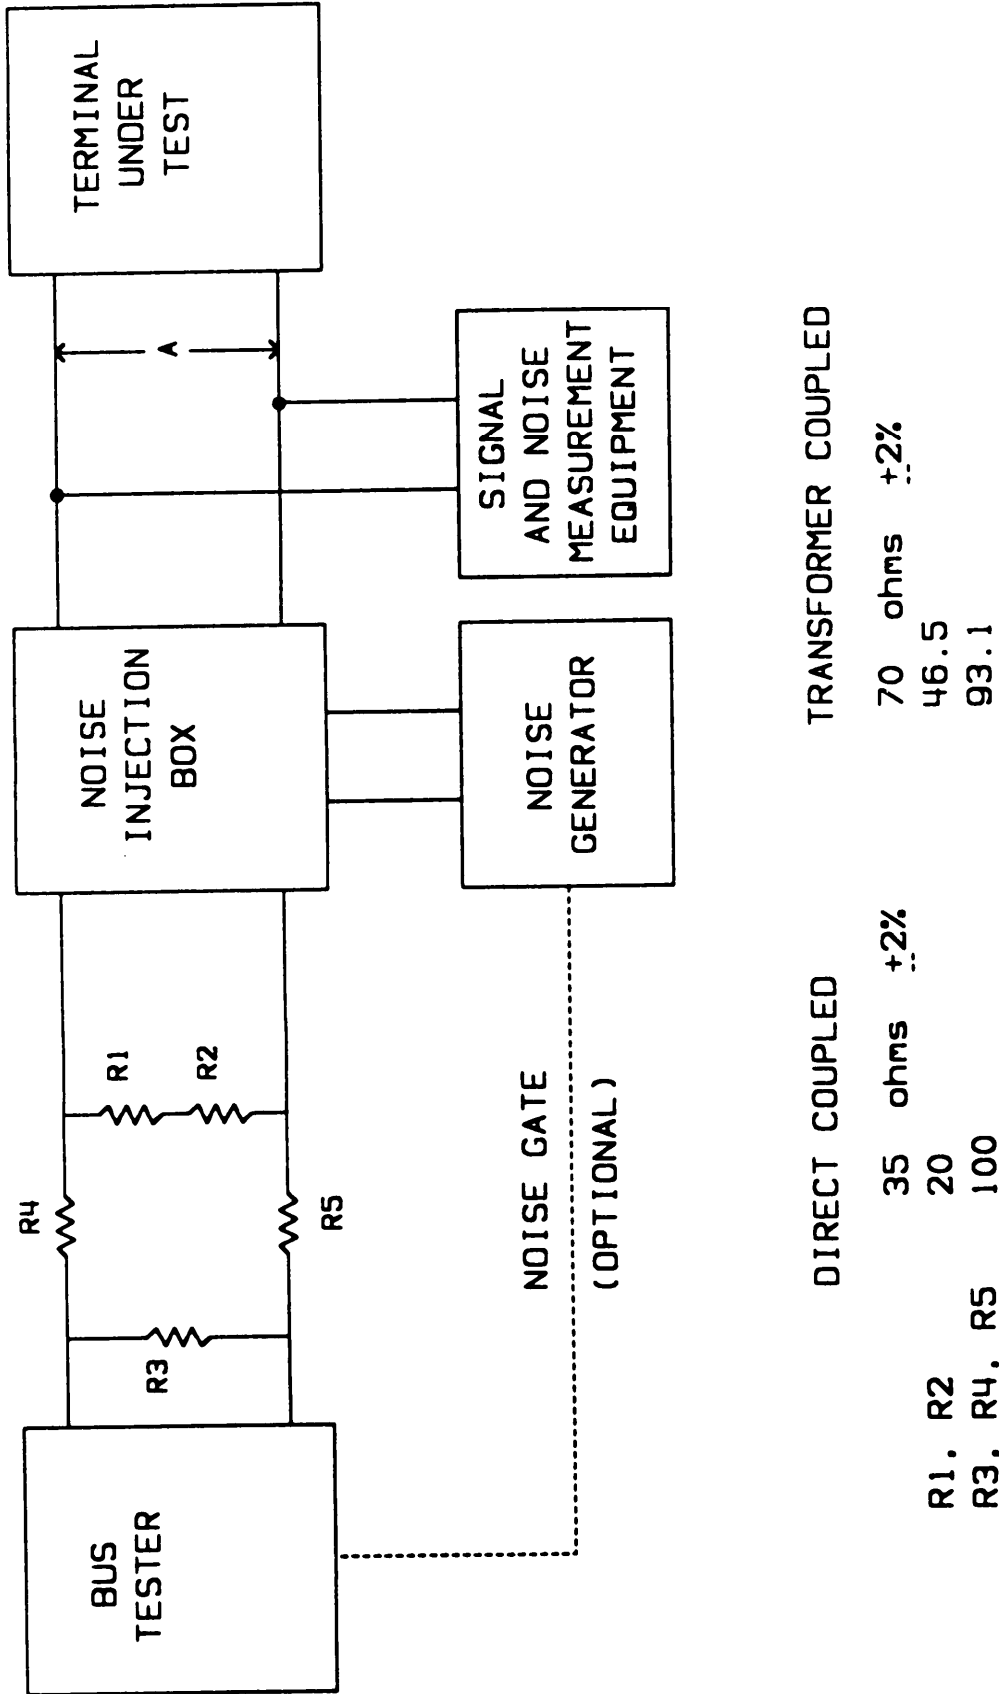 BUS
TESTER
R3
R4
R5
R1
R2
NOISE
INJECTION
BOX
A
TERMINAL
UNDER
TEST
NOISE GATE
(OPTIONAL)
NOISE
GENERATOR
SIGNAL
AND NOISE
MEASUREMENT
EQUIPMENT
DIRECT COUPLED TRANSFORMER COUPLED
35 ohms ±2% 70 ohms ±2%
R1, R2 20 46.5
R3, R4, R5 100 93.1